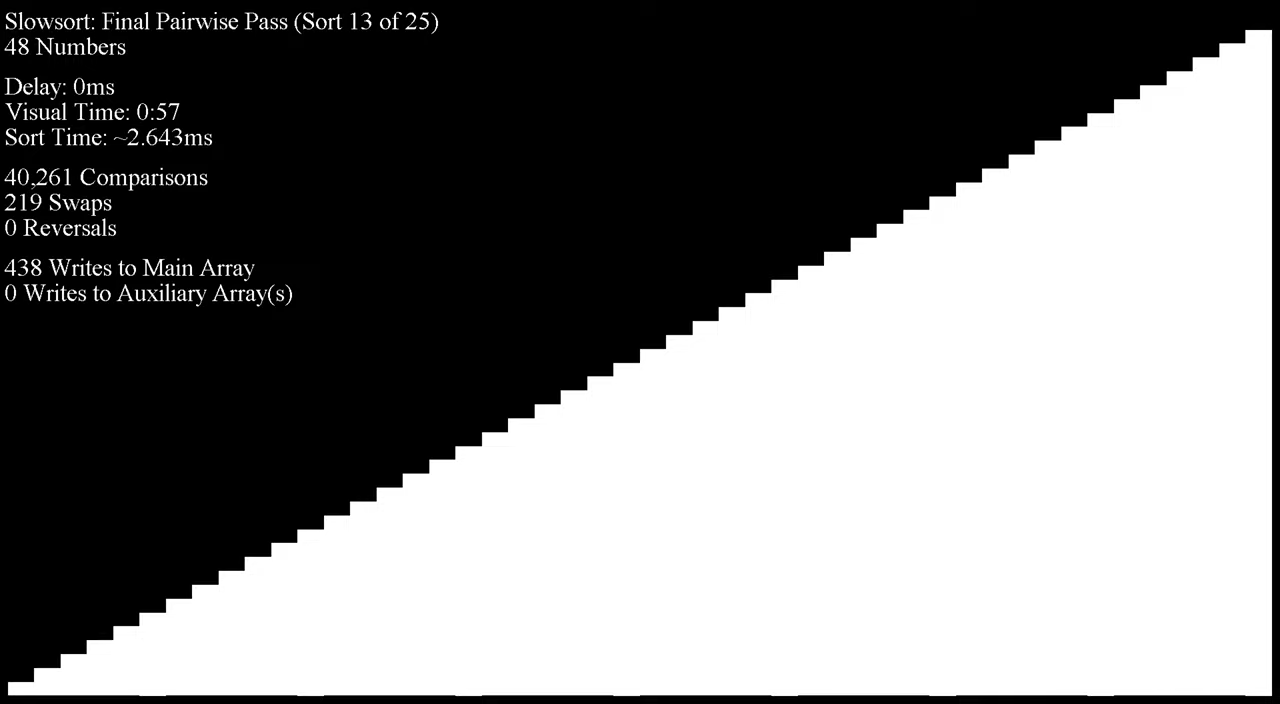 Slowsort: Final Pairwise Pass (Sort 13 of 25)
48 Numbers
Delay: 0ms
Visual Time: 0:57
Sort Time: ~2.643ms
40,261 Comparisons
219 Swaps
0 Reversals
438 Writes to Main Array
0 Writes to Auxiliary Array(s)